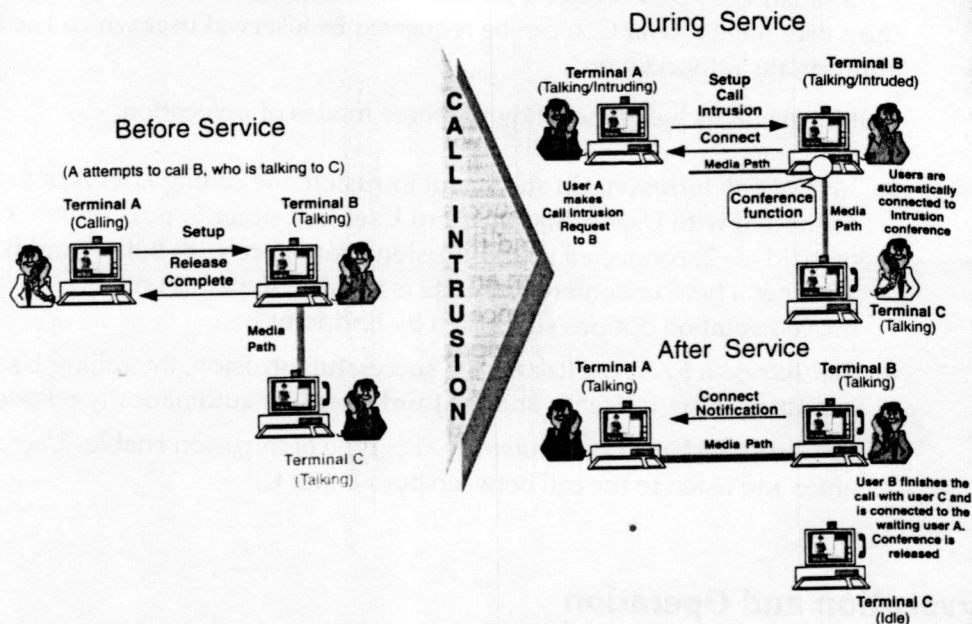 Before Service
(A attempts to call B, who is talking to C)
Terminal A
(Calling)
Setup
Release
Complete
Terminal B
(Talking)
Media
Path
Terminal C
(Talking)
CALL INTRUSION
During Service
Terminal A
(Talking/Intruding)
Setup
Call
Intrusion
Connect
Media Path
Terminal B
(Talking/Intruded)
User A
makes
Call Intrusion
Request
to B
Conference
function
Media
Path
Users are
automatically
connected to
Intrusion
conference
Terminal C
(Talking)
After Service
Terminal A
(Talking)
Connect
Notification
Media Path
Terminal B
(Talking)
User B finishes the
call with user C and
is connected to the
waiting user A.
Conference is
released
Terminal C
(Idle)